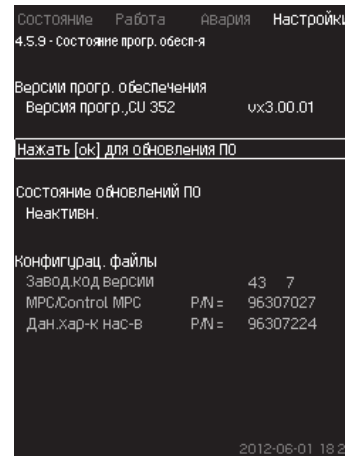 Состояние Работа Авария Настройки
4.5.9 - Состояние прогр. обесп-я
Версии прогр. обеспечения
Версия прогр.,CU 352 vx3.00.01
Нажать [ok] для обновления ПО
Состояние обновлений ПО
Неактивн.
Конфигурац. файлы
Завод.код версии 43 7
MPC/Control MPC P/N = 96307027
Дан.хар-к нас-в P/N = 96307224
2012-06-01 18:2